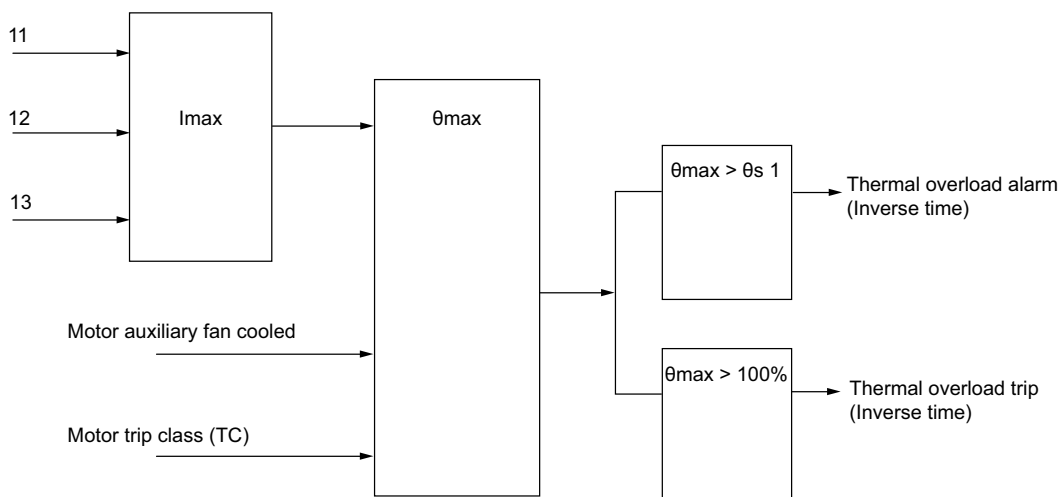 11
12
13
Imax
θmax
Motor auxiliary fan cooled
Motor trip class (TC)
θmax > θs 1
Thermal overload alarm
(Inverse time)
θmax > 100%
Thermal overload trip
(Inverse time)